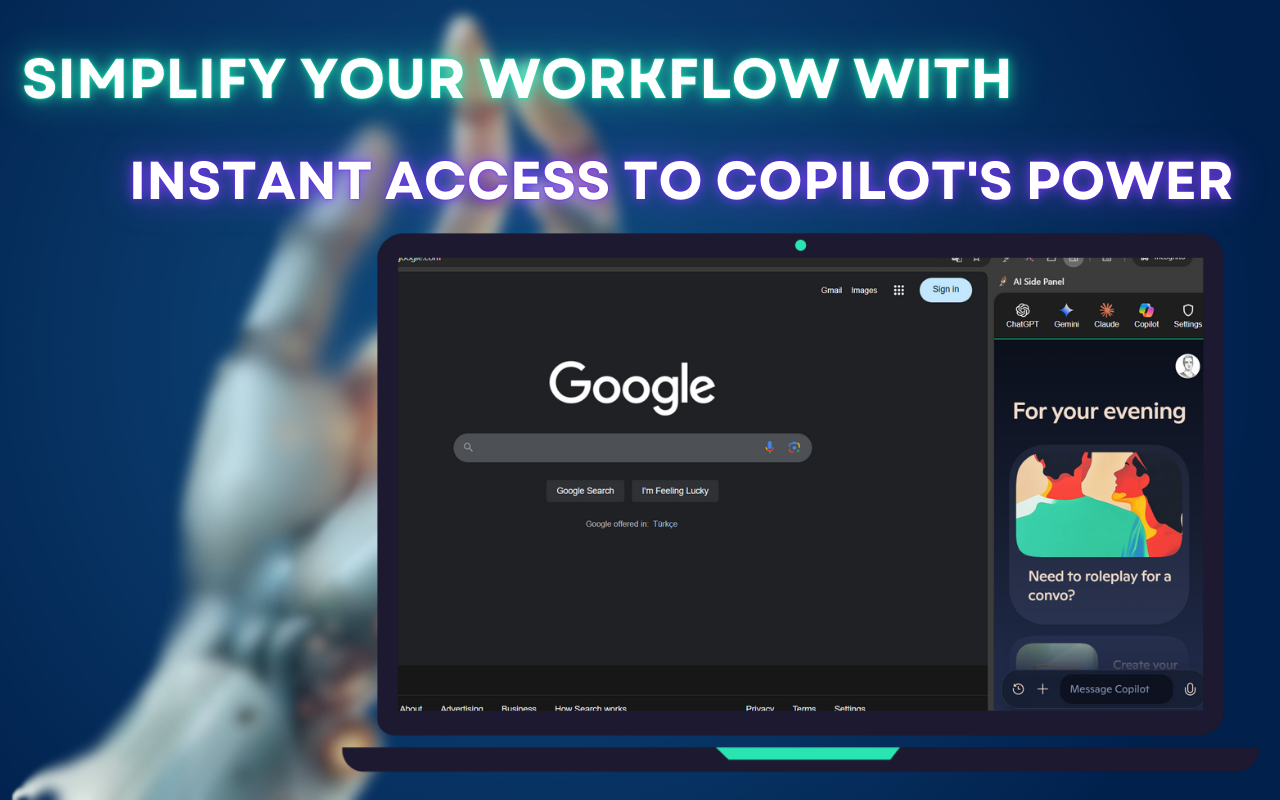 SIMPLIFY YOUR WORKFLOW WITH
INSTANT ACCESS TO COPILOT'S POWER
google.com
Incognito
AI Side Panel
Gmail Images Sign in
ChatGPT Gemini Claude Copilot Settings
For your evening
Google
Google Search I'm Feeling Lucky
Google offered in: Türkçe
Need to roleplay for a
convo?
Create your
Message Copilot
About Advertising Business How Search works Privacy Terms Settings